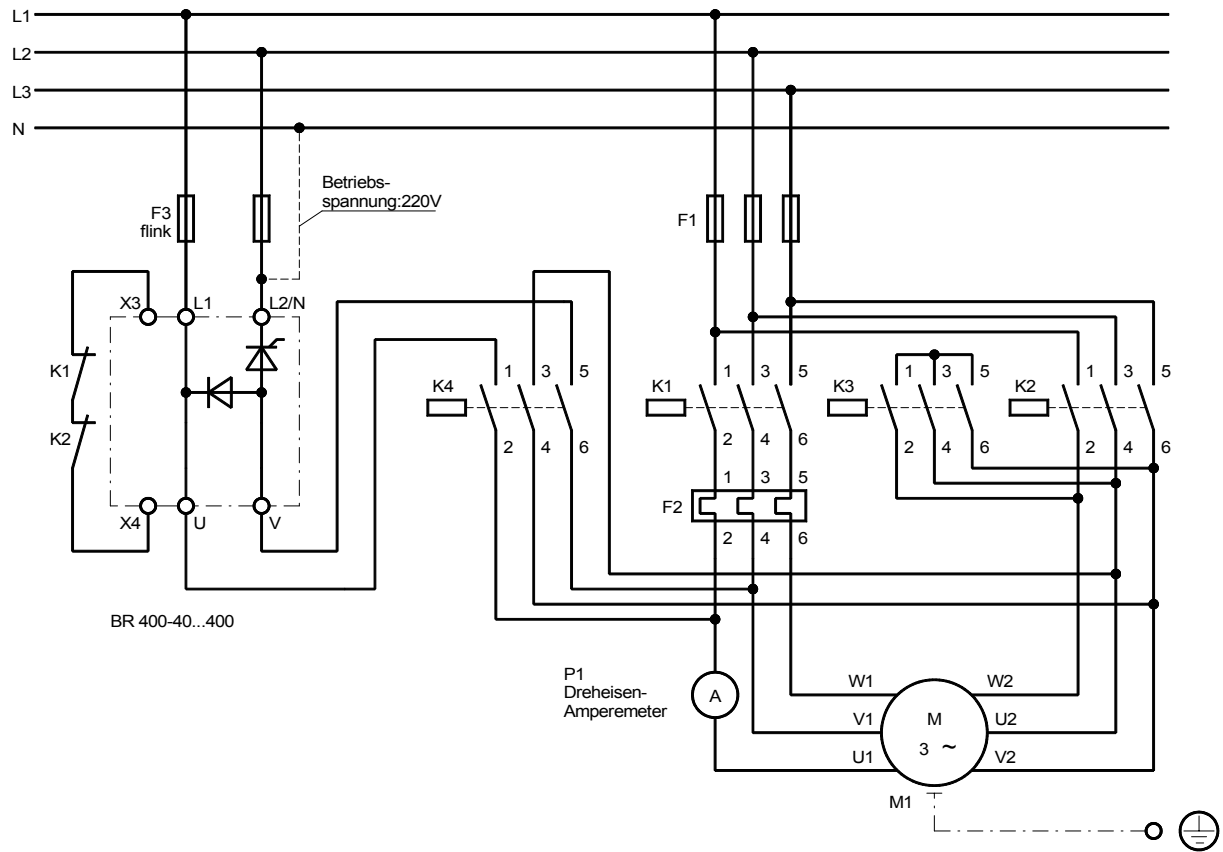 L1
L2
L3
N
Betriebs-
spannung:220V
F3
flink
F1
X3 L1 L2/N
K1
K2
K4 1 3 5
2 4 6
K1 1 3 5
2 4 6
K3 1 3 5
2 4 6
K2 1 3 5
2 4 6
F2 1 3 5
2 4 6
X4 U V
BR 400-40...400
P1
Dreheisen-
Amperemeter
A
W1 W2
V1 M U2
3 ~
U1 V2
M1